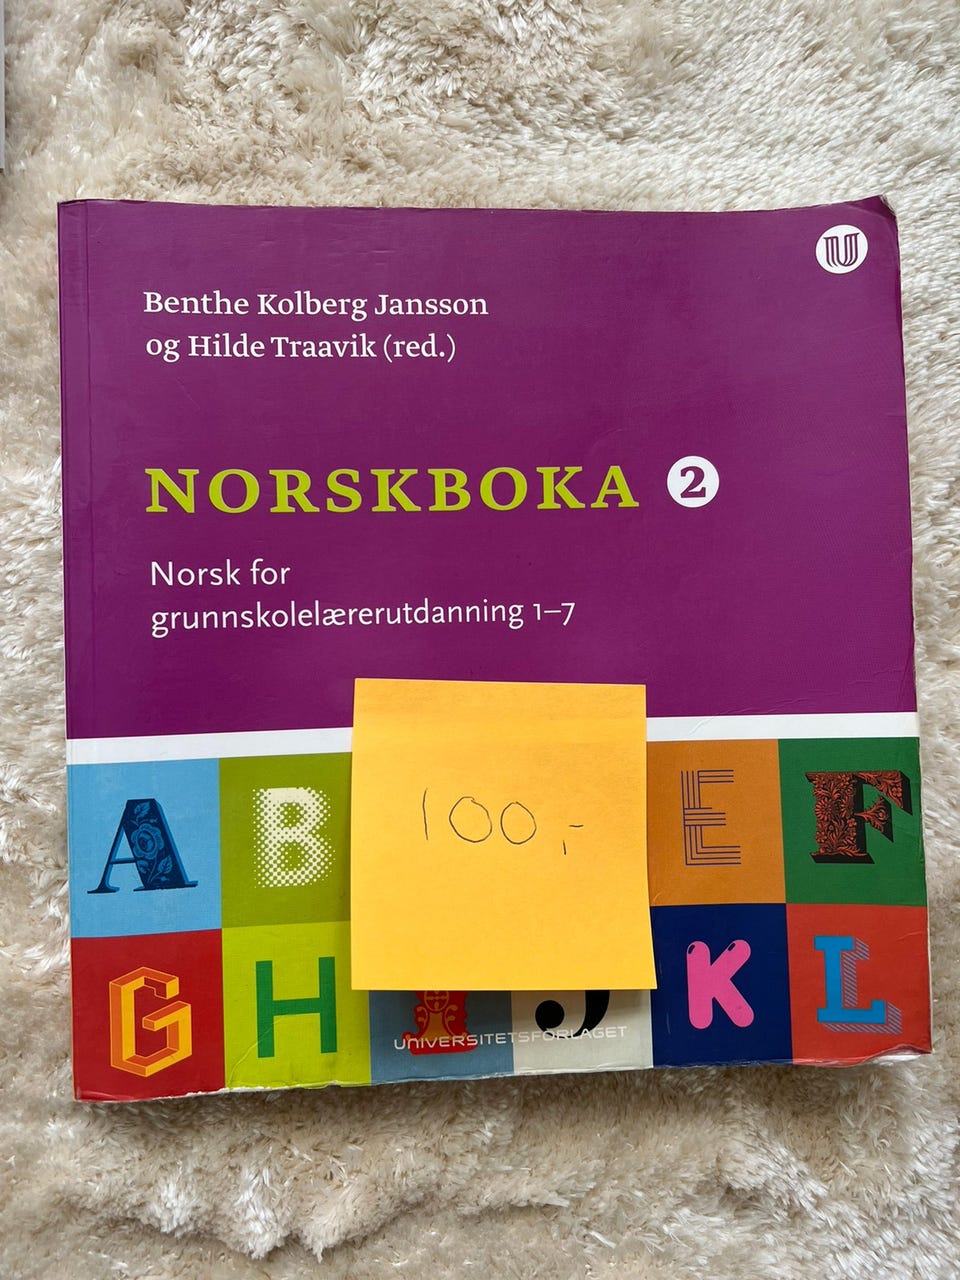 U
Benthe Kolberg Jansson
og Hilde Traavik (red.)
NORSKBOKA 2
Norsk for
grunnskolelærerutdanning 1–7
100,-
A B E F
G H I J K L
UNIVERSITETSFORLAGET